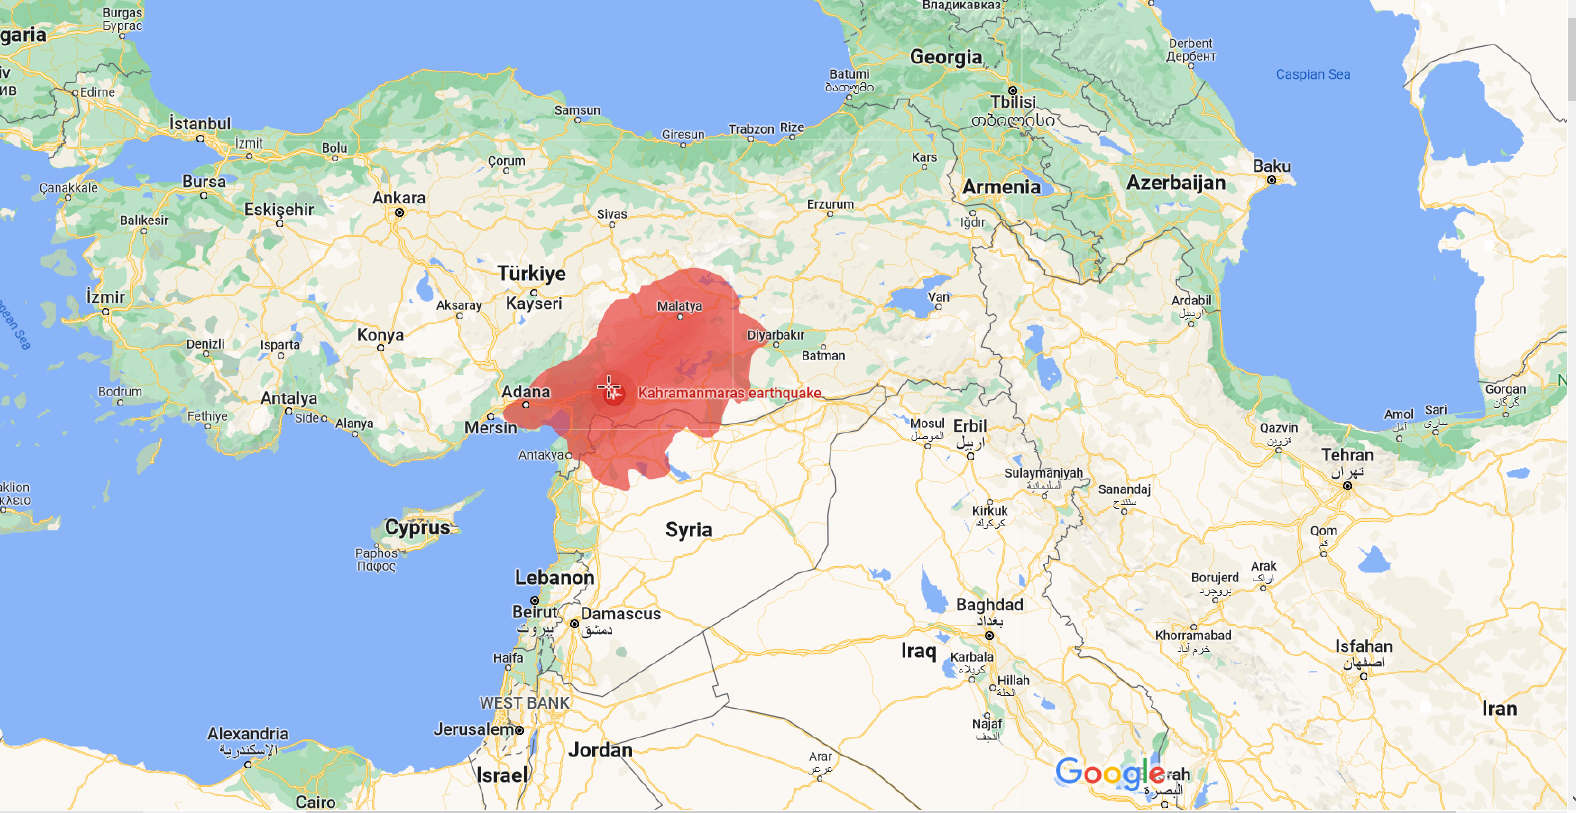 Burgas
Бургас
Владикавказ
garia
Georgia
Derbent
Дербент
Caspian Sea
Batumi
ბათუმი
Edirne
İstanbul
Samsun
Tbilisi
თბილისი
Giresun
Trabzon
Rize
İzmit
Bolu
Çorum
Kars
Baku
Bursa
Çanakkale
Armenia
Azerbaijan
Ankara
Eskişehir
Balıkesir
Sivas
Erzurum
Iğdır
Türkiye
Kayseri
İzmir
Aksaray
Malatya
Van
Ardabil
اردبیل
Konya
Denizli
Isparta
Diyarbakır
Batman
egean Sea
Bodrum
Antalya
Adana
Kahramanmaras earthquake
Gorgan
گرگان
N
Fethiye
Side
Alanya
Mersin
Mosul
الموصل
Erbil
اربيل
Amol
آمل
Sari
ساری
Qazvin
قزوین
Antakya
Tehran
تهران
Sulaymaniyah
السليمانية
Sanandaj
سنندج
aklion
κλειο
Kirkuk
كركوك
Cyprus
Syria
Qom
قم
Paphos
Πάφος
Lebanon
Arak
اراک
Borujerd
بروجرد
Beirut
بيروت
Damascus
دمشق
Baghdad
بغداد
Khorramabad
خرم آباد
Isfahan
اصفهان
Haifa
Iraq
Karbala
كربلاء
Hillah
الحلة
WEST BANK
Iran
Najaf
النجف
Jerusalem
Alexandria
الإسكندرية
Jordan
Arar
عرعر
Israel
Google
rah
البصرة
Cairo